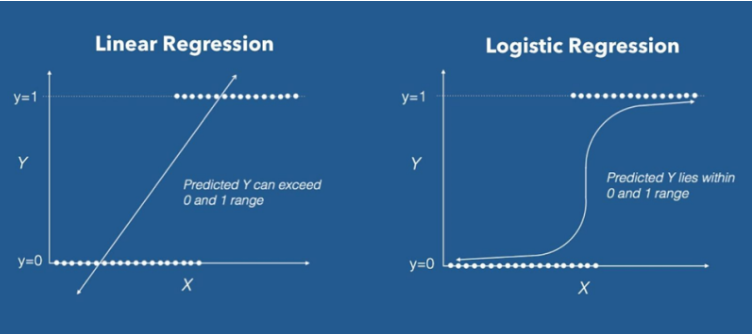 Linear Regression
y=1
Y
Predicted Y can exceed
0 and 1 range
y=0
X
Logistic Regression
y=1
Y
Predicted Y lies within
0 and 1 range
y=0
X